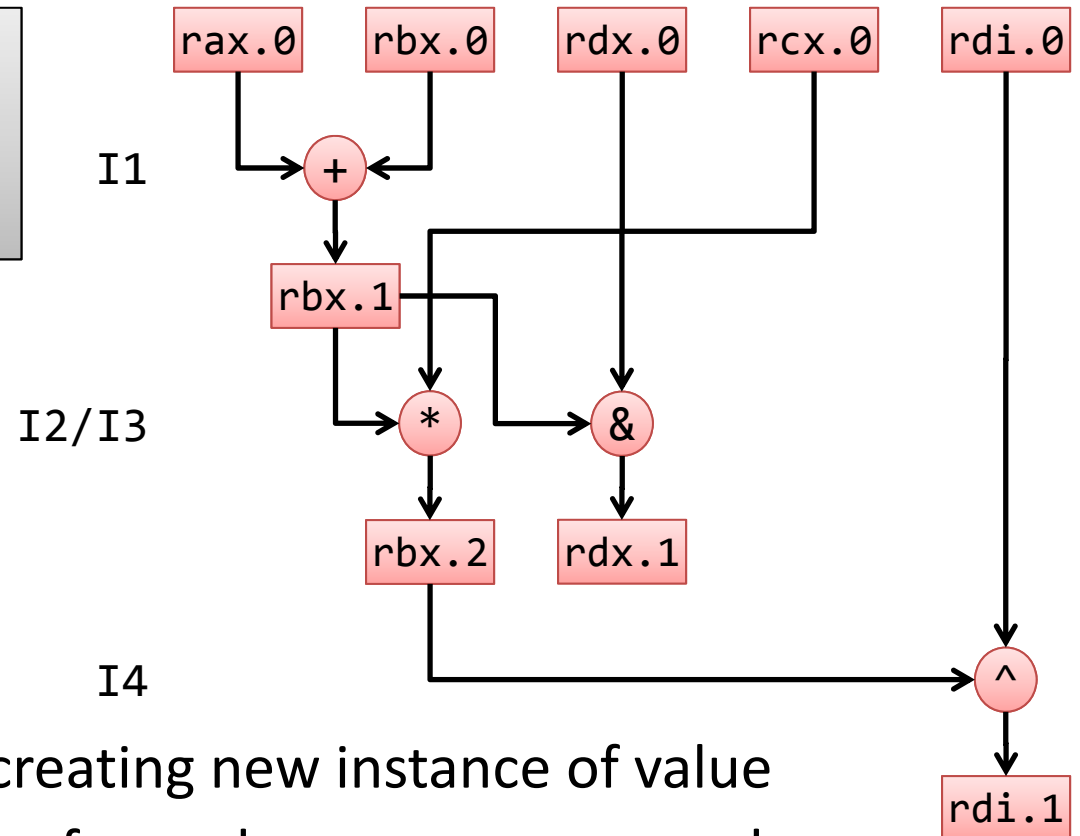 rax.0 rbx.0 rdx.0 rcx.0 rdi.0
I1 +
rbx.1
I2/I3 * &
rbx.2 rdx.1
I4 ^
creating new instance of value
rdi.1